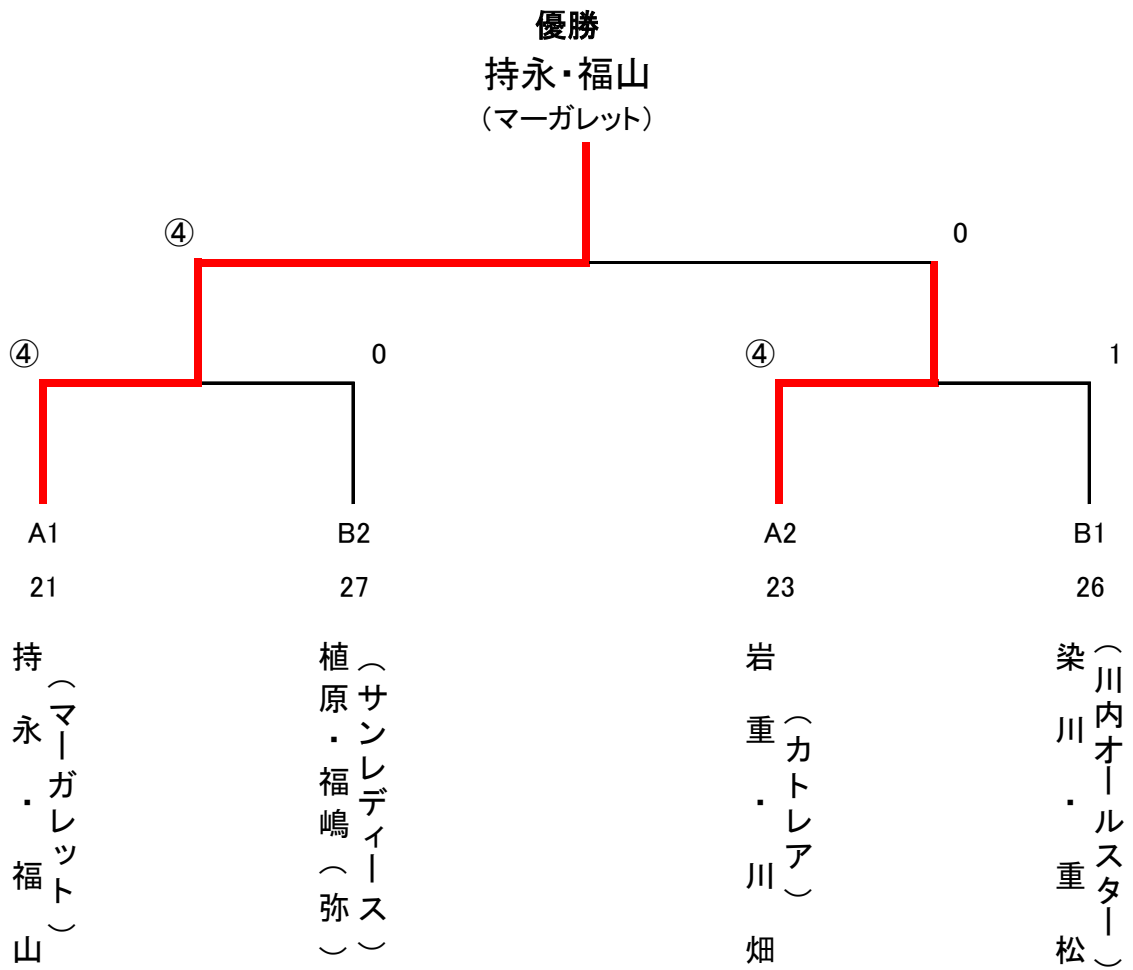 優勝
持永・福山
（マーガレット）
④
0
④
0
④
1
A1
B2
A2
B1
21
27
23
26
持永・福山
（マーガレット）
植原・福嶋（弥）
（サンレディース）
岩重・川畑
（カトレア）
染川・重松
（川内オールスター）